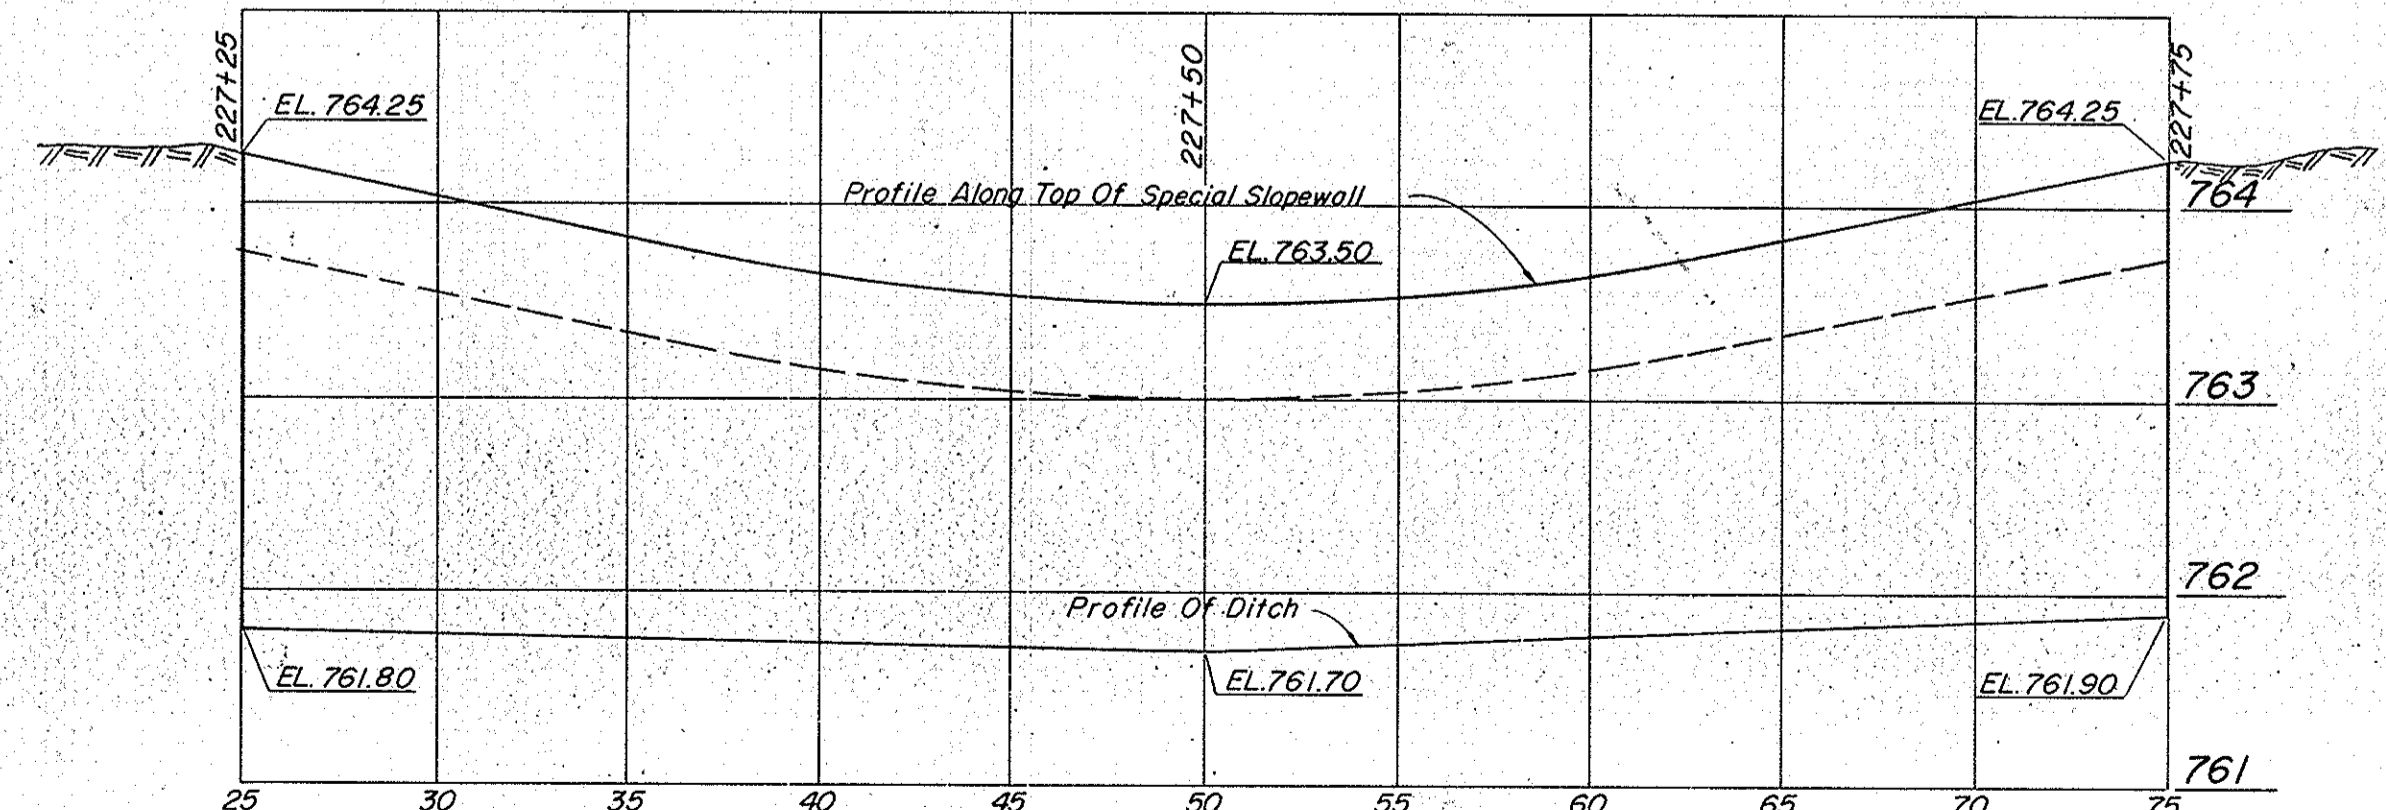 227+25
227+50
227+75
EL. 764.25
EL. 764.25
764
Profile Along Top Of Special Slopewall
EL. 763.50
763
762
Profile Of Ditch
EL. 761.80
EL. 761.70
EL. 761.90
761
25 30 35 40 45 50 55 60 65 70 75